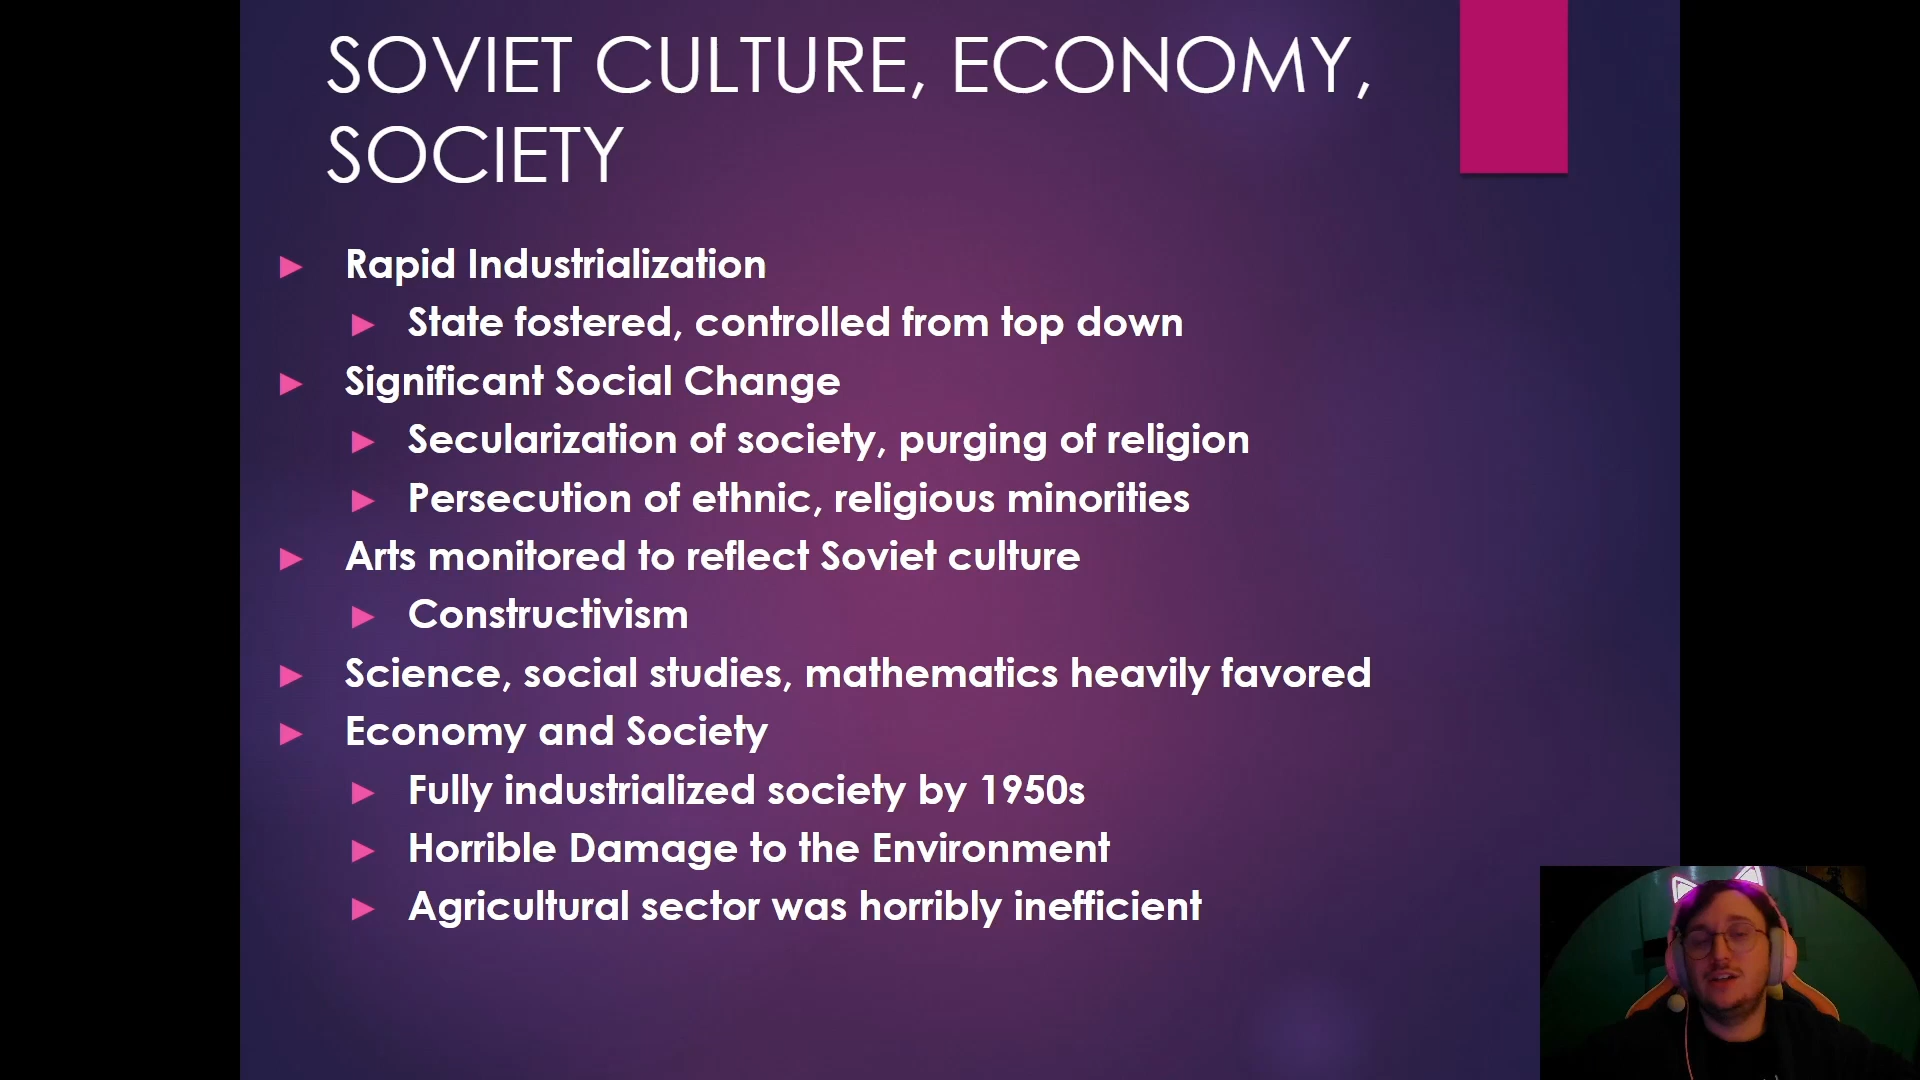 SOVIET CULTURE, ECONOMY,
SOCIETY
Rapid Industrialization
State fostered, controlled from top down
Significant Social Change
Secularization of society, purging of religion
Persecution of ethnic, religious minorities
Arts monitored to reflect Soviet culture
Constructivism
Science, social studies, mathematics heavily favored
Economy and Society
Fully industrialized society by 1950s
Horrible Damage to the Environment
Agricultural sector was horribly inefficient